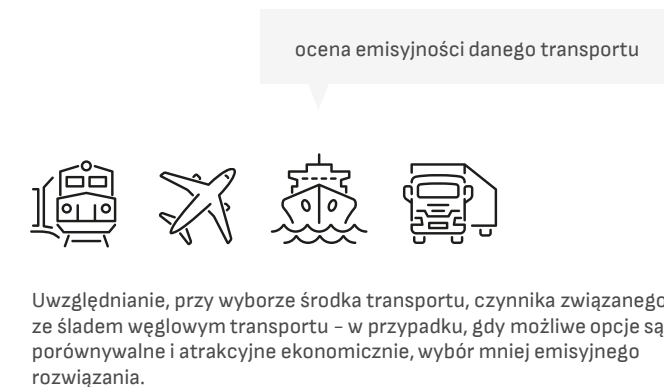 ocena emisyjności danego transportu
Uwzględnianie, przy wyborze środka transportu, czynnika związanego
ze śladem węglowym transportu – w przypadku, gdy możliwe opcje są
porównywalne i atrakcyjne ekonomicznie, wybór mniej emisyjnego
rozwiązania.